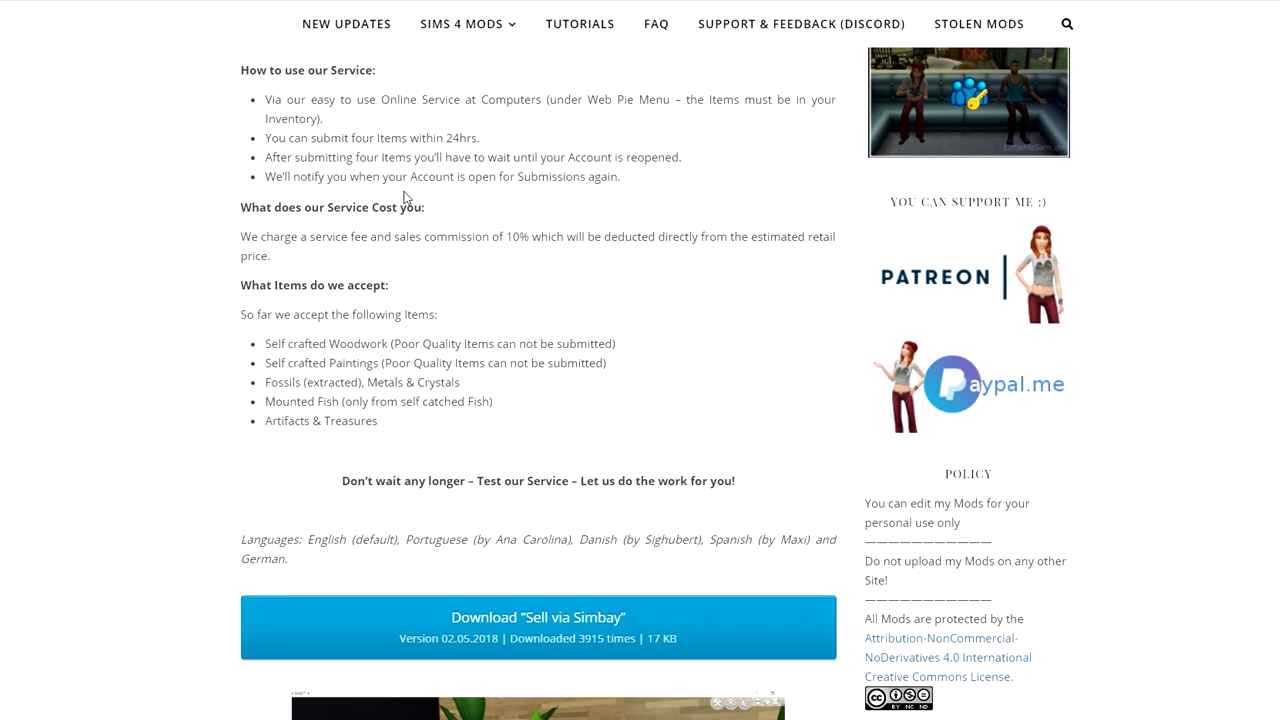 NEW UPDATES SIMS 4 MODS TUTORIALS FAQ SUPPORT & FEEDBACK (DISCORD) STOLEN MODS
How to use our Service:
Via our easy to use Online Service at Computers (under Web Pie Menu – the Items must be in your
Inventory).
You can submit four Items within 24hrs.
After submitting four Items you’ll have to wait until your Account is reopened.
We’ll notify you when your Account is open for Submissions again.
What does our Service Cost you:
We charge a service fee and sales commission of 10% which will be deducted directly from the estimated retail
price.
What Items do we accept:
So far we accept the following Items:
Self crafted Woodwork (Poor Quality Items can not be submitted)
Self crafted Paintings (Poor Quality Items can not be submitted)
Fossils (extracted), Metals & Crystals
Mounted Fish (only from self catched Fish)
Artifacts & Treasures
Don’t wait any longer – Test our Service – Let us do the work for you!
Languages: English (default), Portuguese (by Ana Carolina), Danish (by Sighubert), Spanish (by Maxi) and
German.
Download “Sell via Simbay”
Version 02.05.2018 | Downloaded 3915 times | 17 KB
YOU CAN SUPPORT ME :)
PATREON
Paypal.me
POLICY
You can edit my Mods for your
personal use only
———————————
Do not upload my Mods on any other
Site!
———————————
All Mods are protected by the
Attribution-NonCommercial-
NoDerivatives 4.0 International
Creative Commons License.
CC BY NC ND